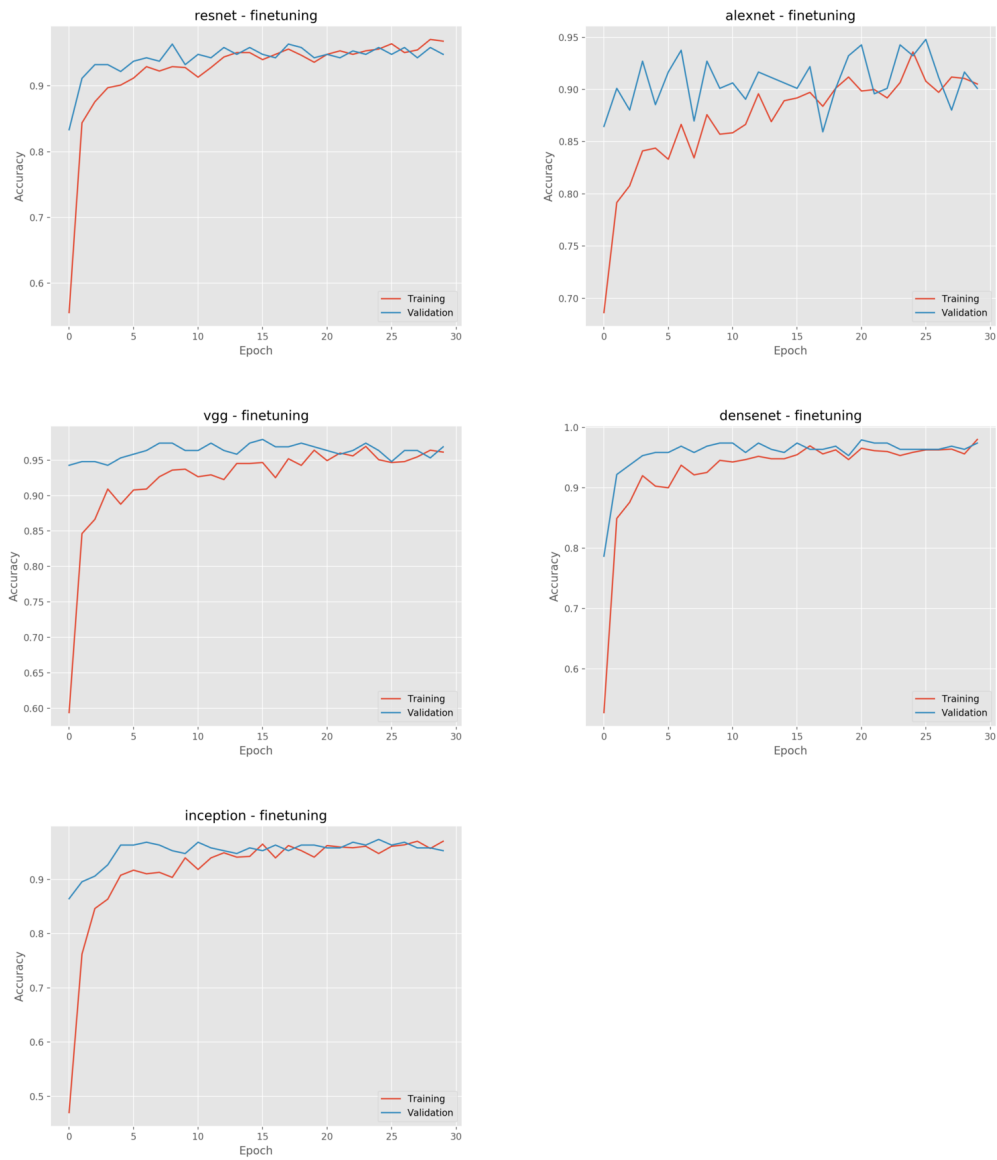 resnet - finetuning
0.9
0.8
0.7
0.6
Accuracy
0 5 10 15 20 25 30
Epoch
Training
Validation
alexnet - finetuning
0.95
0.90
0.85
0.80
0.75
0.70
Accuracy
0 5 10 15 20 25 30
Epoch
Training
Validation
vgg - finetuning
0.95
0.90
0.85
0.80
0.75
0.70
0.65
0.60
Accuracy
0 5 10 15 20 25 30
Epoch
Training
Validation
densenet - finetuning
1.0
0.9
0.8
0.7
0.6
Accuracy
0 5 10 15 20 25 30
Epoch
Training
Validation
inception - finetuning
0.9
0.8
0.7
0.6
0.5
Accuracy
0 5 10 15 20 25 30
Epoch
Training
Validation